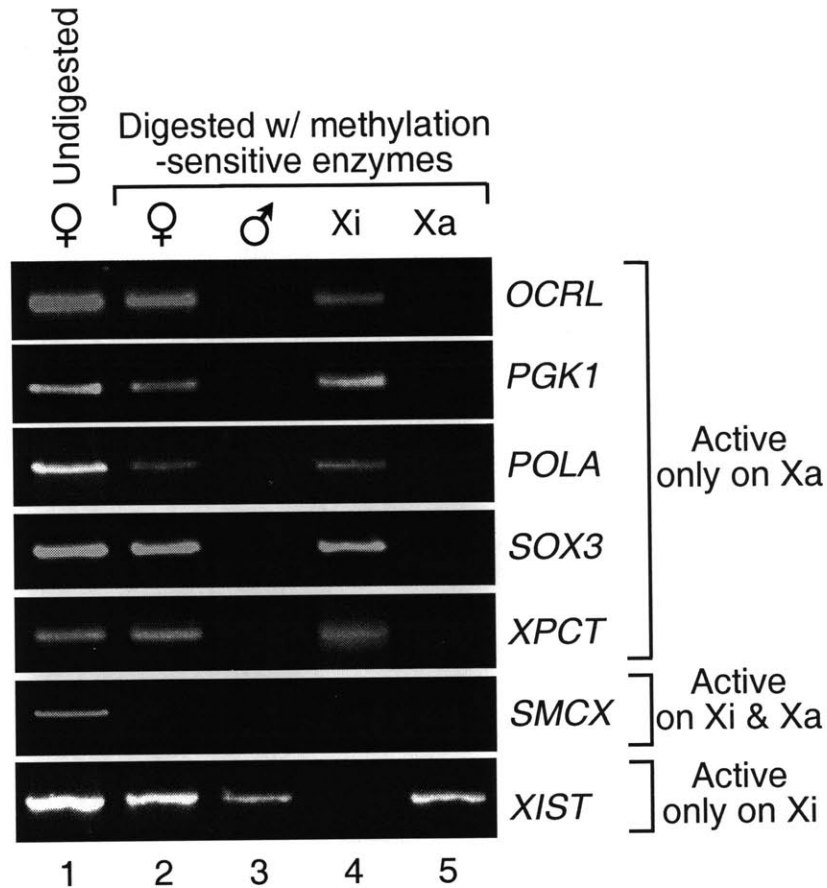 ♀ Undigested
Digested w/ methylation
-sensitive enzymes
♀ ♂ Xi Xa
OCRL
PGK1
POLA
SOX3
XPCT
Active
only on Xa
SMCX
Active
on Xi & Xa
XIST
Active
only on Xi
1 2 3 4 5